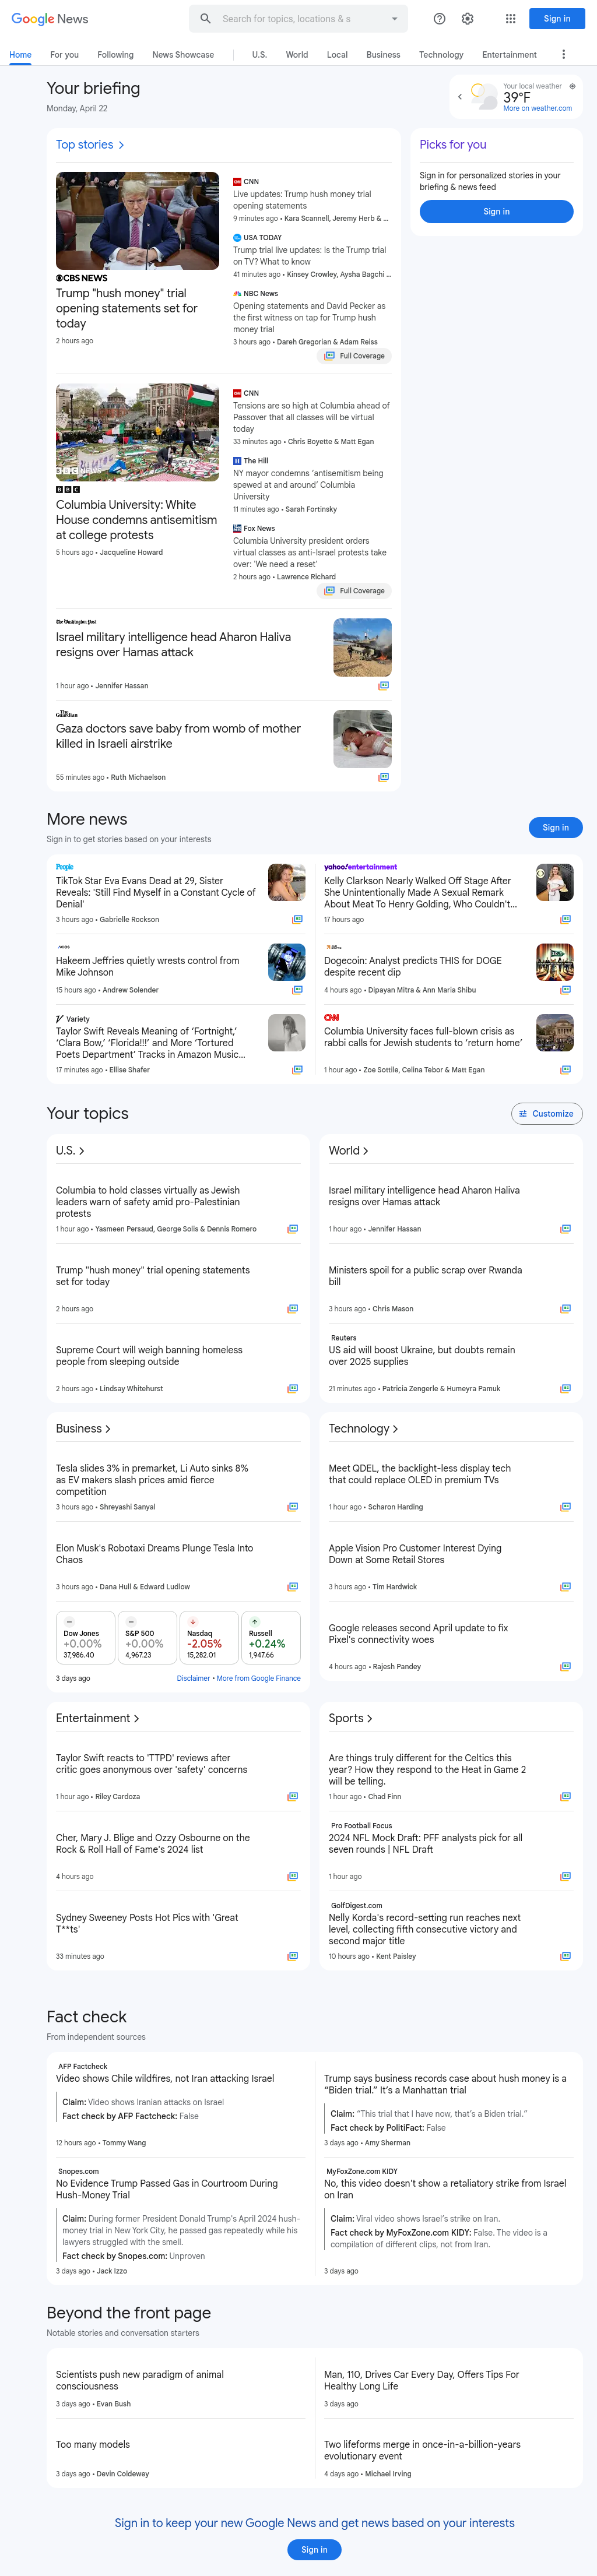 Google News
Search for topics, locations & s
Sign in
Home For you Following News Showcase U.S. World Local Business Technology Entertainment
Your briefing
Monday, April 22
Your local weather
39°F
More on weather.com
Top stories
CBS NEWS
Trump "hush money" trial
opening statements set for
today
2 hours ago
CNN
Live updates: Trump hush money trial
opening statements
9 minutes ago • Kara Scannell, Jeremy Herb & ...
USA TODAY
Trump trial live updates: Is the Trump trial
on TV? What to know
41 minutes ago • Kinsey Crowley, Aysha Bagchi ...
NBC News
Opening statements and David Pecker as
the first witness on tap for Trump hush
money trial
3 hours ago • Dareh Gregorian & Adam Reiss
Full Coverage
Picks for you
Sign in for personalized stories in your
briefing & news feed
Sign in
BBC
Columbia University: White
House condemns antisemitism
at college protests
5 hours ago • Jacqueline Howard
CNN
Tensions are so high at Columbia ahead of
Passover that all classes will be virtual
today
33 minutes ago • Chris Boyette & Matt Egan
The Hill
NY mayor condemns ‘antisemitism being
spewed at and around’ Columbia
University
11 minutes ago • Sarah Fortinsky
Fox News
Columbia University president orders
virtual classes as anti-Israel protests take
over: 'We need a reset'
2 hours ago • Lawrence Richard
Full Coverage
The Washington Post
Israel military intelligence head Aharon Haliva
resigns over Hamas attack
1 hour ago • Jennifer Hassan
The Guardian
Gaza doctors save baby from womb of mother
killed in Israeli airstrike
55 minutes ago • Ruth Michaelson
More news
Sign in to get stories based on your interests
Sign in
People
TikTok Star Eva Evans Dead at 29, Sister
Reveals: 'Still Find Myself in a Constant Cycle of
Denial'
3 hours ago • Gabrielle Rockson
yahoo!entertainment
Kelly Clarkson Nearly Walked Off Stage After
She Unintentionally Made A Sexual Remark
About Meat To Henry Golding, Who Couldn't...
17 hours ago
AXIOS
Hakeem Jeffries quietly wrests control from
Mike Johnson
15 hours ago • Andrew Solender
Dogecoin: Analyst predicts THIS for DOGE
despite recent dip
4 hours ago • Dipayan Mitra & Ann Maria Shibu
Variety
Taylor Swift Reveals Meaning of ‘Fortnight,’
‘Clara Bow,’ ‘Florida!!!’ and More ‘Tortured
Poets Department’ Tracks in Amazon Music...
17 minutes ago • Ellise Shafer
CNN
Columbia University faces full-blown crisis as
rabbi calls for Jewish students to ‘return home’
1 hour ago • Zoe Sottile, Celina Tebor & Matt Egan
Your topics
Customize
U.S.
Columbia to hold classes virtually as Jewish
leaders warn of safety amid pro-Palestinian
protests
1 hour ago • Yasmeen Persaud, George Solis & Dennis Romero
Trump "hush money" trial opening statements
set for today
2 hours ago
Supreme Court will weigh banning homeless
people from sleeping outside
2 hours ago • Lindsay Whitehurst
World
Israel military intelligence head Aharon Haliva
resigns over Hamas attack
1 hour ago • Jennifer Hassan
Ministers spoil for a public scrap over Rwanda
bill
3 hours ago • Chris Mason
Reuters
US aid will boost Ukraine, but doubts remain
over 2025 supplies
21 minutes ago • Patricia Zengerle & Humeyra Pamuk
Business
Tesla slides 3% in premarket, Li Auto sinks 8%
as EV makers slash prices amid fierce
competition
3 hours ago • Shreyashi Sanyal
Elon Musk's Robotaxi Dreams Plunge Tesla Into
Chaos
3 hours ago • Dana Hull & Edward Ludlow
Dow Jones S&P 500 Nasdaq Russell
+0.00% +0.00% -2.05% +0.24%
37,986.40 4,967.23 15,282.01 1,947.66
3 days ago Disclaimer • More from Google Finance
Technology
Meet QDEL, the backlight-less display tech
that could replace OLED in premium TVs
1 hour ago • Scharon Harding
Apple Vision Pro Customer Interest Dying
Down at Some Retail Stores
3 hours ago • Tim Hardwick
Google releases second April update to fix
Pixel's connectivity woes
4 hours ago • Rajesh Pandey
Entertainment
Taylor Swift reacts to 'TTPD' reviews after
critic goes anonymous over 'safety' concerns
1 hour ago • Riley Cardoza
Cher, Mary J. Blige and Ozzy Osbourne on the
Rock & Roll Hall of Fame's 2024 list
4 hours ago
Sydney Sweeney Posts Hot Pics with 'Great
T**ts'
33 minutes ago
Sports
Are things truly different for the Celtics this
year? How they respond to the Heat in Game 2
will be telling.
1 hour ago • Chad Finn
Pro Football Focus
2024 NFL Mock Draft: PFF analysts pick for all
seven rounds | NFL Draft
1 hour ago
GolfDigest.com
Nelly Korda's record-setting run reaches next
level, collecting fifth consecutive victory and
second major title
10 hours ago • Kent Paisley
Fact check
From independent sources
AFP Factcheck
Video shows Chile wildfires, not Iran attacking Israel
Claim: Video shows Iranian attacks on Israel
Fact check by AFP Factcheck: False
12 hours ago • Tommy Wang
Trump says business records case about hush money is a
“Biden trial.” It’s a Manhattan trial
Claim: “This trial that I have now, that’s a Biden trial.”
Fact check by PolitiFact: False
3 days ago • Amy Sherman
Snopes.com
No Evidence Trump Passed Gas in Courtroom During
Hush-Money Trial
Claim: During former President Donald Trump's April 2024 hush-
money trial in New York City, he passed gas repeatedly while his
lawyers struggled with the smell.
Fact check by Snopes.com: Unproven
3 days ago • Jack Izzo
MyFoxZone.com KIDY
No, this video doesn't show a retaliatory strike from Israel
on Iran
Claim: Viral video shows Israel's strike on Iran.
Fact check by MyFoxZone.com KIDY: False. The video is a
compilation of different clips, not from Iran.
3 days ago
Beyond the front page
Notable stories and conversation starters
Scientists push new paradigm of animal
consciousness
3 days ago • Evan Bush
Man, 110, Drives Car Every Day, Offers Tips For
Healthy Long Life
3 days ago
Too many models
3 days ago • Devin Coldewey
Two lifeforms merge in once-in-a-billion-years
evolutionary event
4 days ago • Michael Irving
Sign in to keep your new Google News and get news based on your interests
Sign in